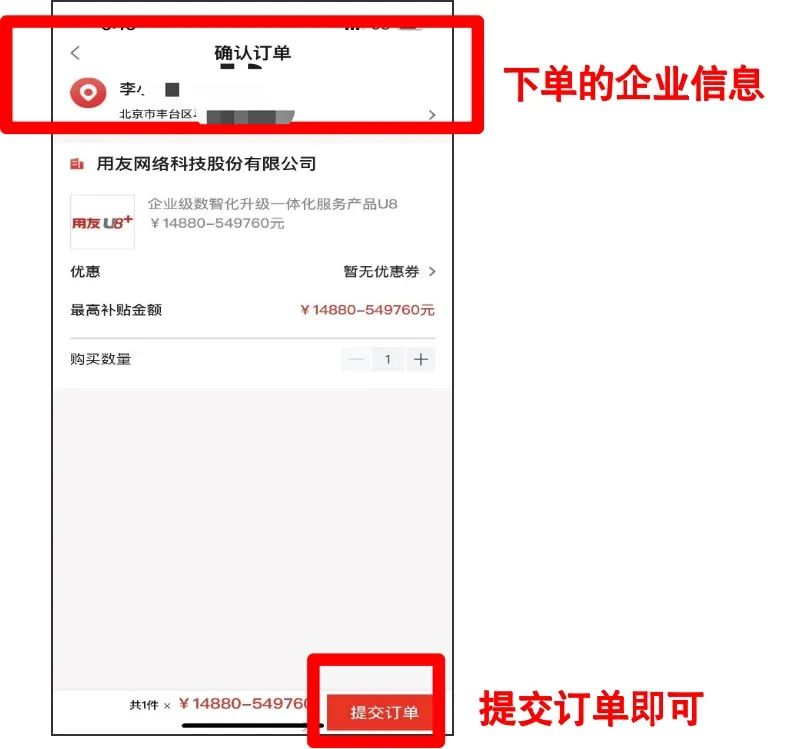 确认订单
下单的企业信息
李小
北京市丰台区
用友网络科技股份有限公司
用友U8+
企业级数智化升级一体化服务产品U8
￥14880-549760元
优惠
暂无优惠券 >
最高补贴金额
￥14880-549760元
购买数量
— 1 +
共1件 × ￥14880-549760
提交订单
提交订单即可